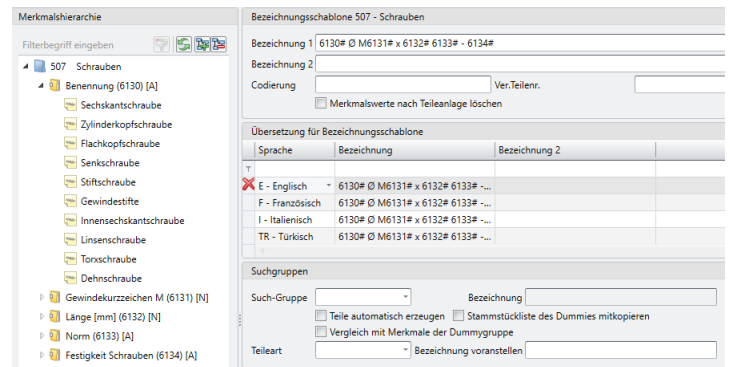 Merkmalshierarchie
Filterbegriff eingeben
507 Schrauben
Benennung (6130) [A]
Sechskantschraube
Zylinderkopfschraube
Flachkopfschraube
Senkschraube
Stiftschraube
Gewindestifte
Innensechskantschraube
Linsenschraube
Torxschraube
Dehnschraube
Gewindekurzzeichen M (6131) [N]
Länge [mm] (6132) [N]
Norm (6133) [A]
Festigkeit Schrauben (6134) [A]
Bezeichnungsschablone 507 - Schrauben
Bezeichnung 1 6130# Ø M6131# x 6132# 6133# - 6134#
Bezeichnung 2
Codierung Ver.Teilenr.
Merkmalswerte nach Teileanlage löschen
Übersetzung für Bezeichnungsschablone
Sprache Bezeichnung Bezeichnung 2
E - Englisch 6130# Ø M6131# x 6132# 6133# -...
F - Französisch 6130# Ø M6131# x 6132# 6133# -...
I - Italienisch 6130# Ø M6131# x 6132# 6133# -...
TR - Türkisch 6130# Ø M6131# x 6132# 6133# -...
Suchgruppen
Such-Gruppe Bezeichnung
Teile automatisch erzeugen Stammstückliste des Dummies mitkopieren
Vergleich mit Merkmale der Dummygruppe
Teileart Bezeichnung voranstellen